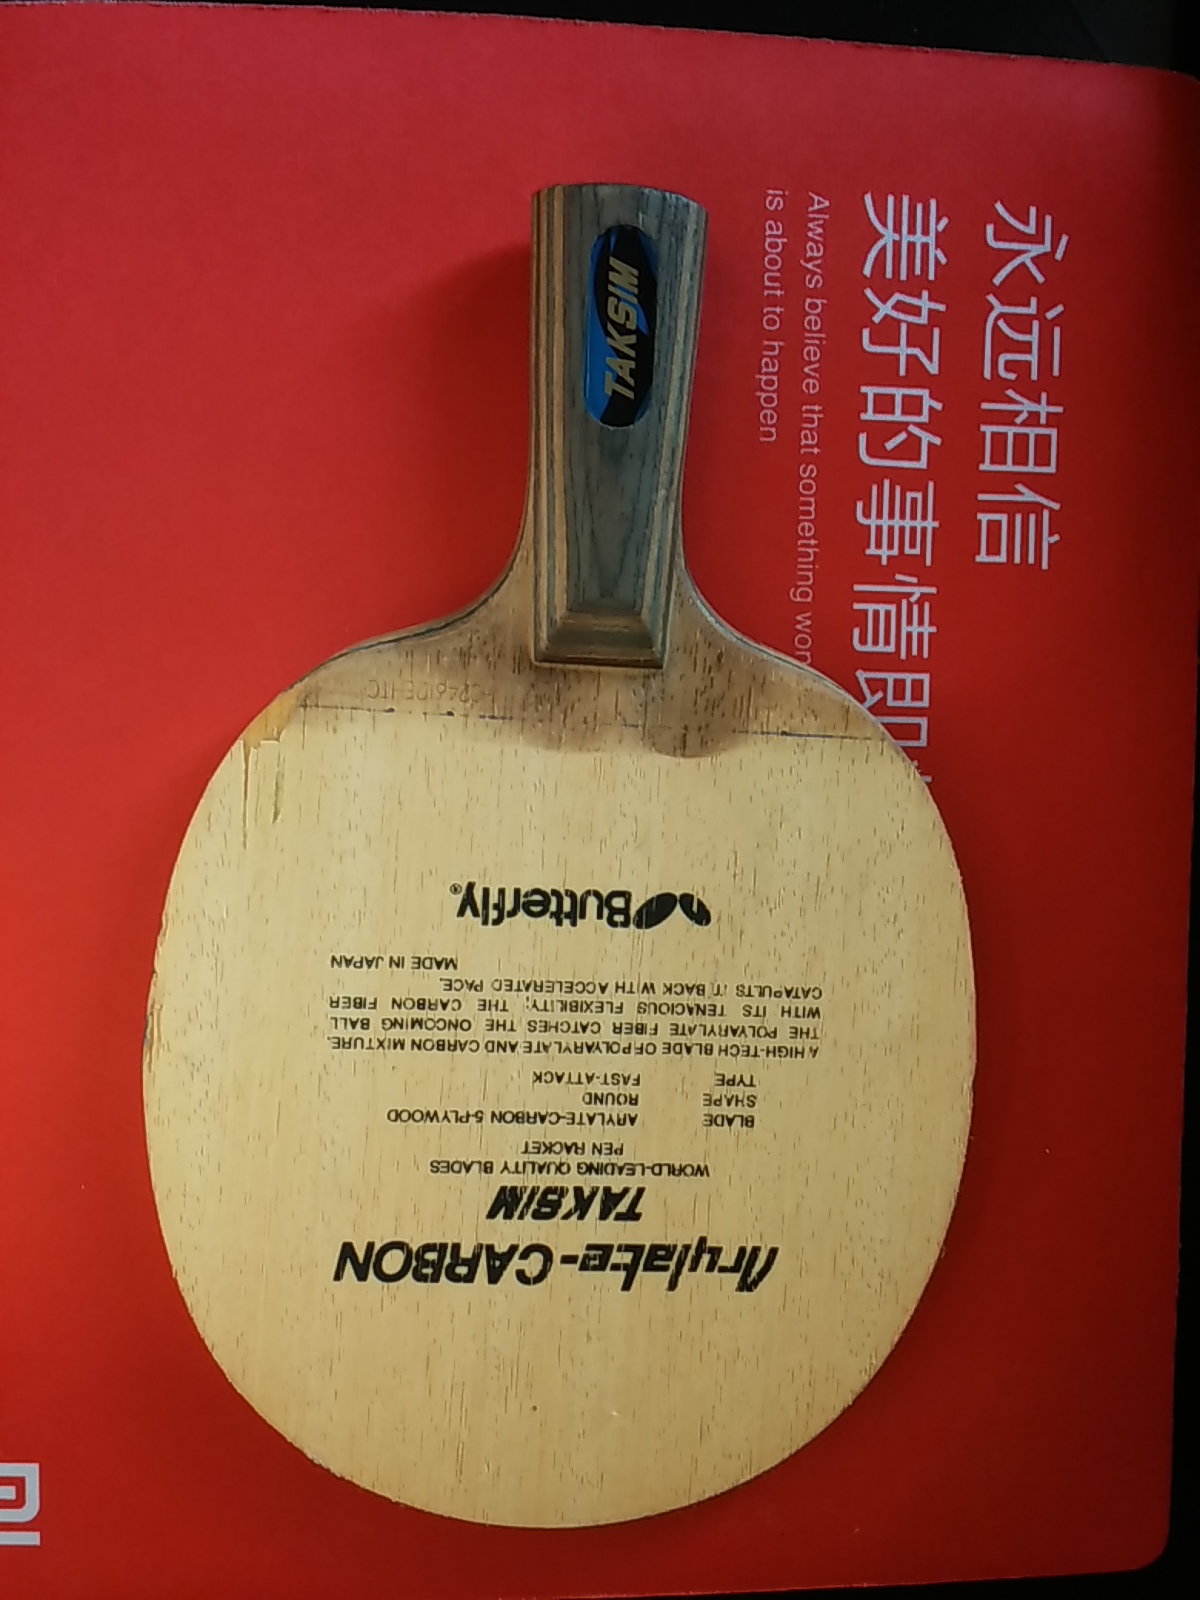 TAKSIM
永远相信
美好的事情即
Always believe that something won
is about to happen
Arylate-CARBON
TAKSIM
WORLD-LEADING QUALITY BLADES
PEN RACKET
BLADE ARYLATE-CARBON 5-PLYWOOD
SHAPE ROUND
TYPE FAST-ATTACK
A HIGH-TECH BLADE OF POLYARYLATE AND CARBON MIXTURE.
THE POLYARYLATE FIBER CATCHES THE ONCOMING BALL
WITH ITS TENACIOUS FLEXIBILITY; THE CARBON FIBER
CATAPULTS IT BACK WITH ACCELERATED PACE.
MADE IN JAPAN
Butterfly®